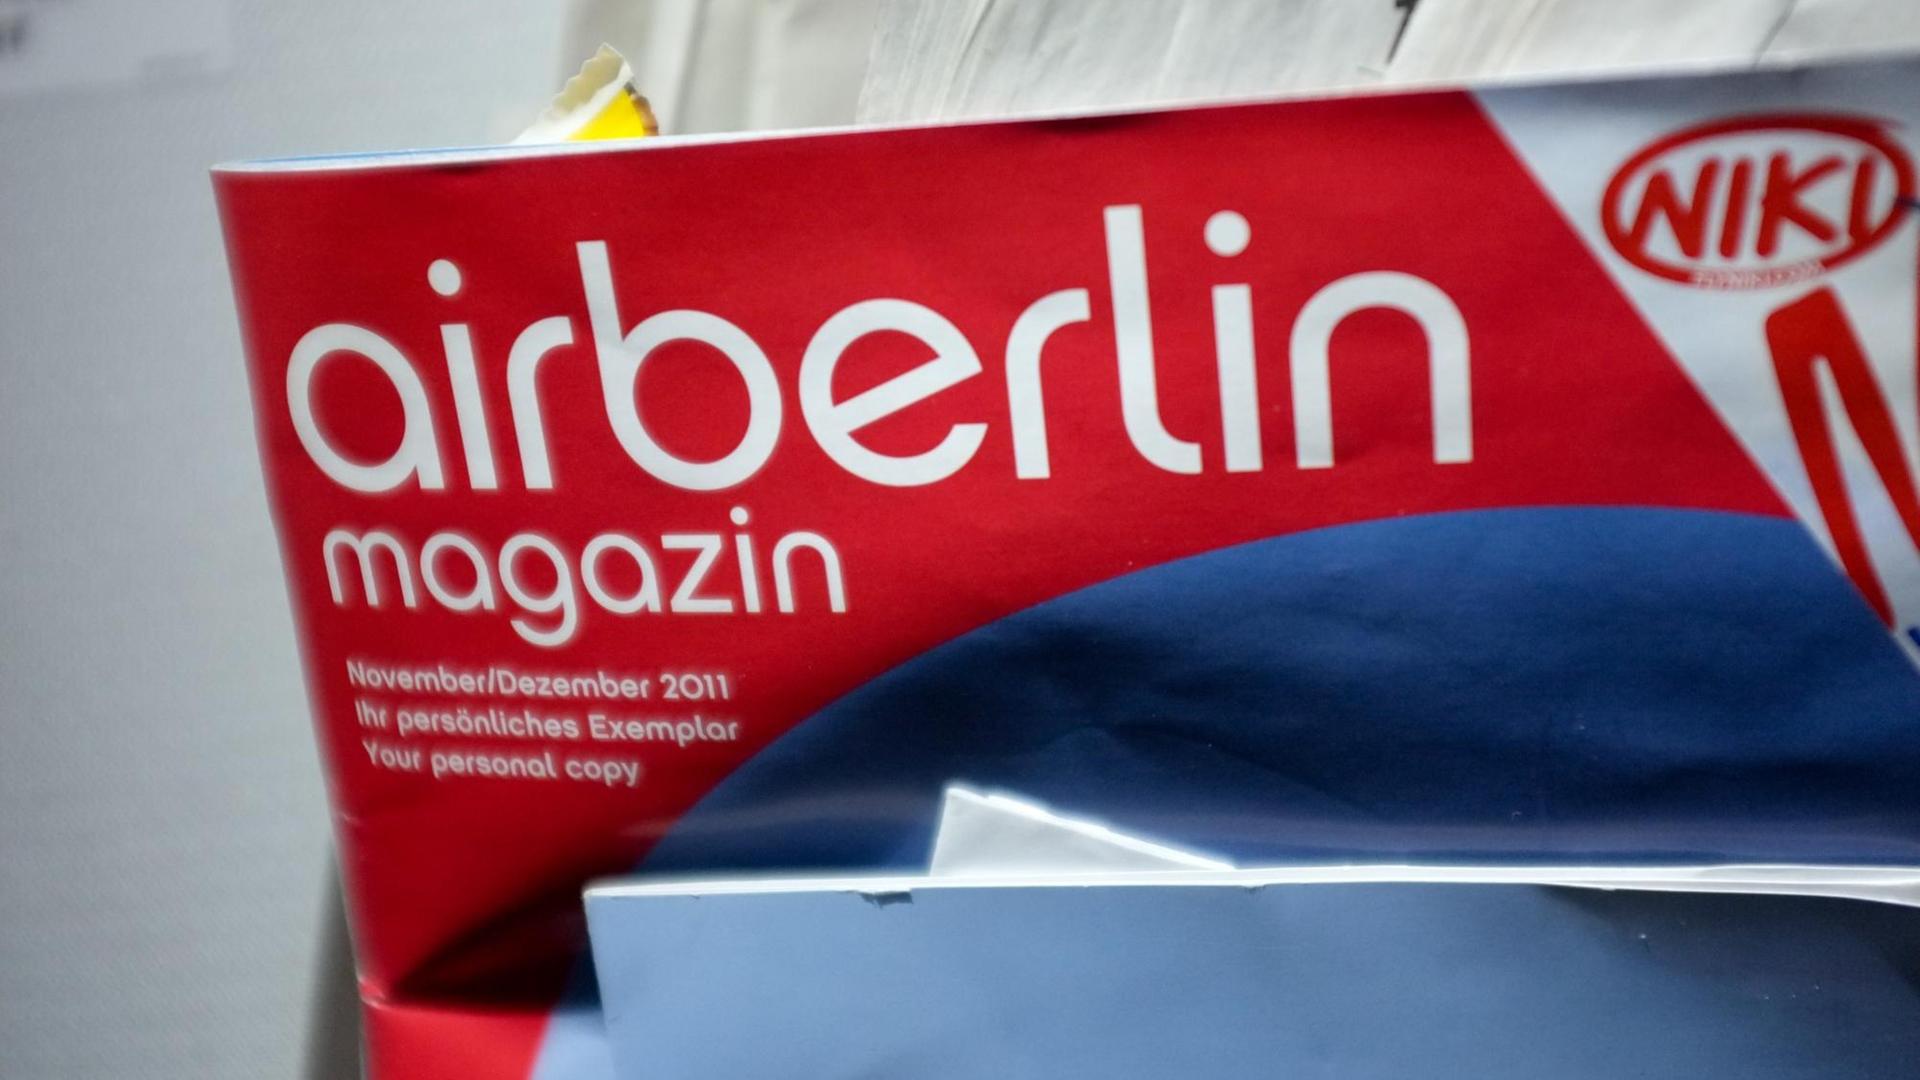 airberlin
magazin
November/Dezember 2011
Ihr persönliches Exemplar
Your personal copy
NIKI